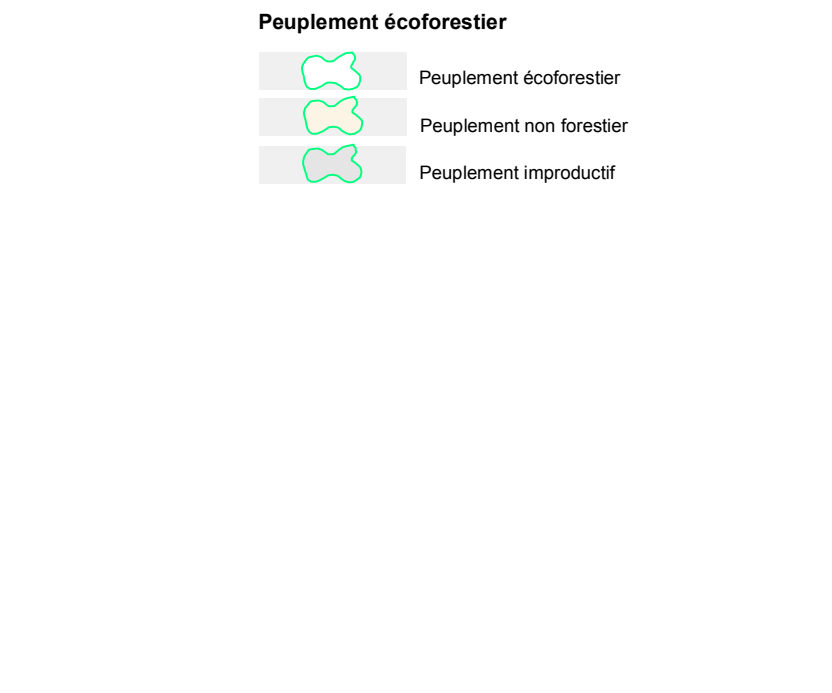 Peuplement écoforestier
Peuplement écoforestier
Peuplement non forestier
Peuplement improductif